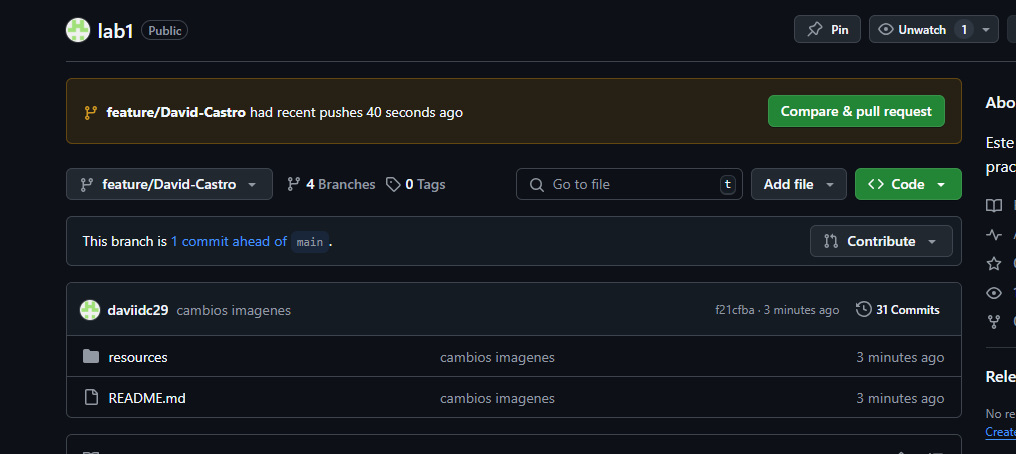 lab1 Public Pin Unwatch 1
feature/David-Castro had recent pushes 40 seconds ago Compare & pull request
feature/David-Castro 4 Branches 0 Tags Go to file t Add file Code
This branch is 1 commit ahead of main . Contribute
daviidc29 cambios imagenes f21cfba · 3 minutes ago 31 Commits
resources cambios imagenes 3 minutes ago
README.md cambios imagenes 3 minutes ago
Abo
Este
prac
Rele
No re
Create